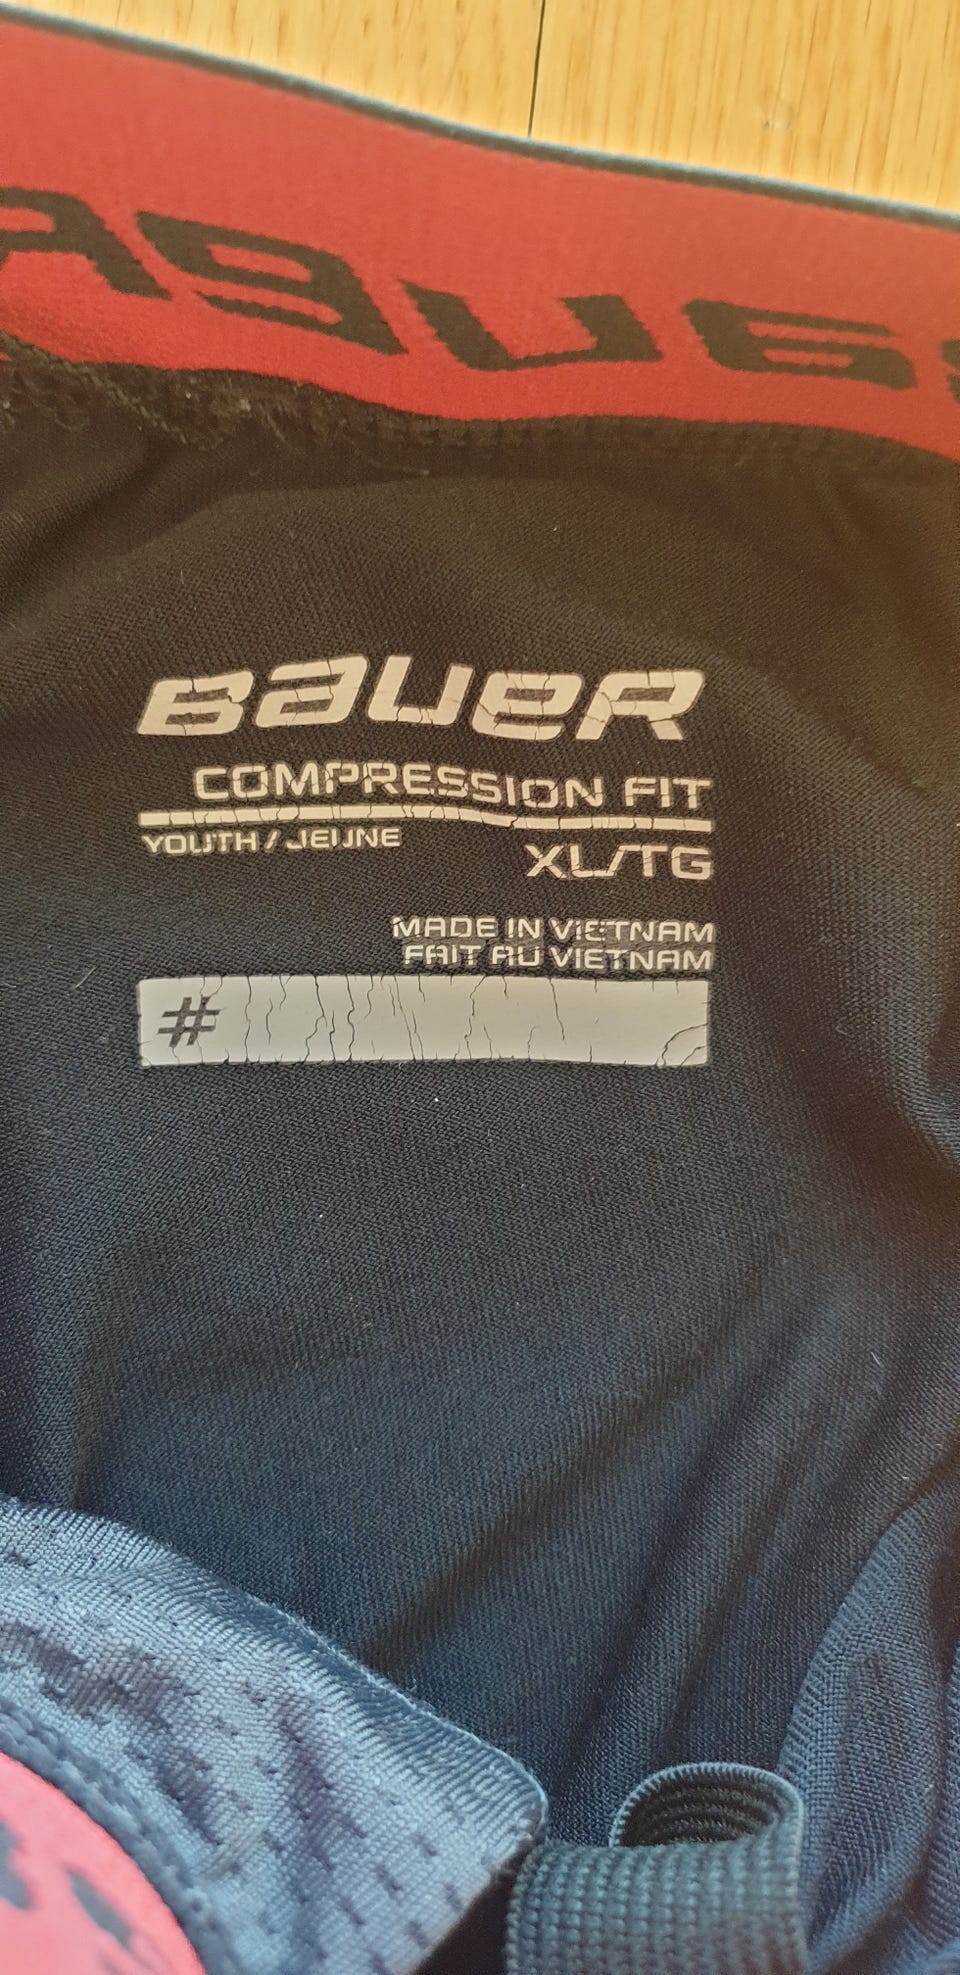 BAUER
COMPRESSION FIT
YOUTH / JEUNE
XL/TG
MADE IN VIETNAM
FAIT AU VIETNAM
#